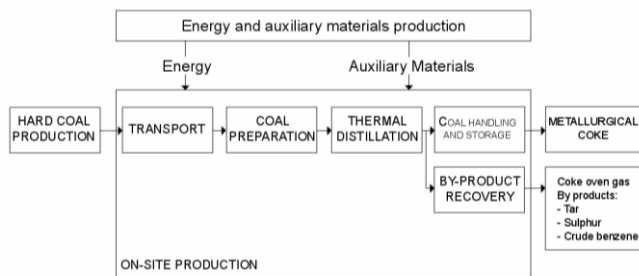 Energy and auxiliary materials production
Energy
Auxiliary Materials
HARD COAL
PRODUCTION
TRANSPORT
COAL
PREPARATION
THERMAL
DISTILLATION
COAL HANDLING
AND STORAGE
METALLURGICAL
COKE
BY-PRODUCT
RECOVERY
Coke oven gas
By products:
- Tar
- Sulphur
- Crude benzene
ON-SITE PRODUCTION